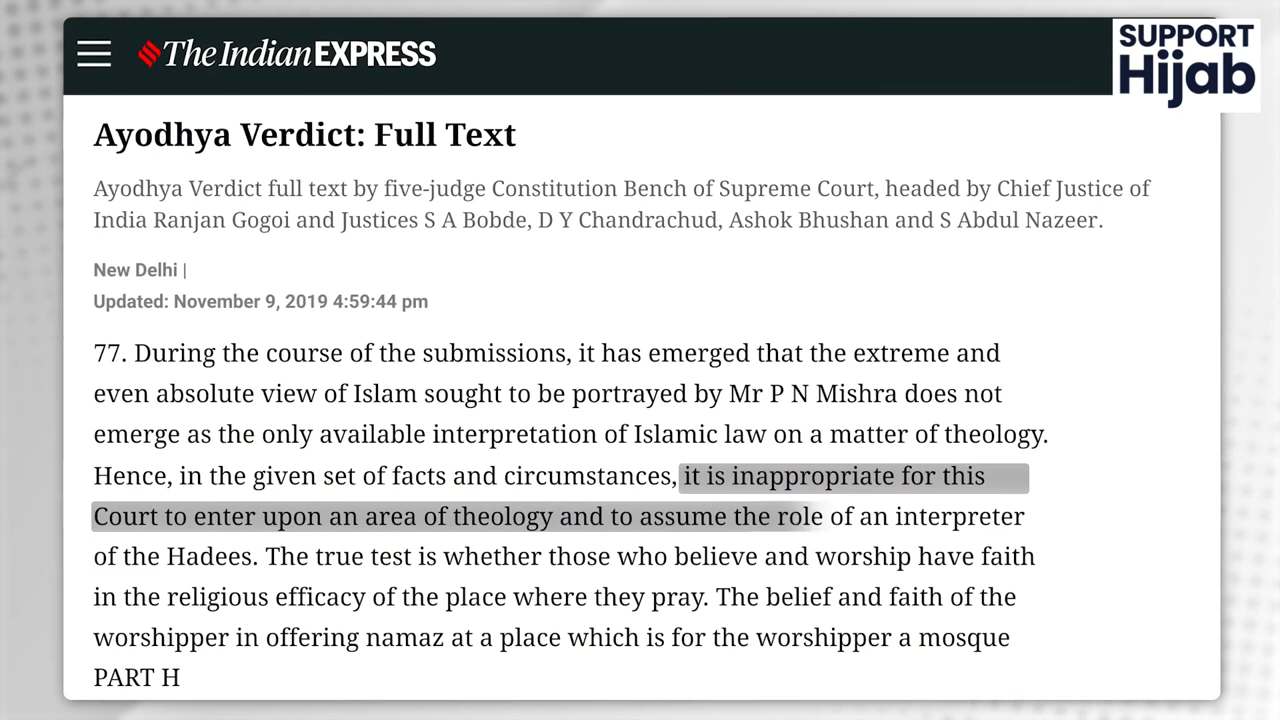 The Indian EXPRESS
SUPPORT
Hijab
Ayodhya Verdict: Full Text
Ayodhya Verdict full text by five-judge Constitution Bench of Supreme Court, headed by Chief Justice of
India Ranjan Gogoi and Justices S A Bobde, D Y Chandrachud, Ashok Bhushan and S Abdul Nazeer.
New Delhi |
Updated: November 9, 2019 4:59:44 pm
77. During the course of the submissions, it has emerged that the extreme and
even absolute view of Islam sought to be portrayed by Mr P N Mishra does not
emerge as the only available interpretation of Islamic law on a matter of theology.
Hence, in the given set of facts and circumstances, it is inappropriate for this
Court to enter upon an area of theology and to assume the role of an interpreter
of the Hadees. The true test is whether those who believe and worship have faith
in the religious efficacy of the place where they pray. The belief and faith of the
worshipper in offering namaz at a place which is for the worshipper a mosque
PART H